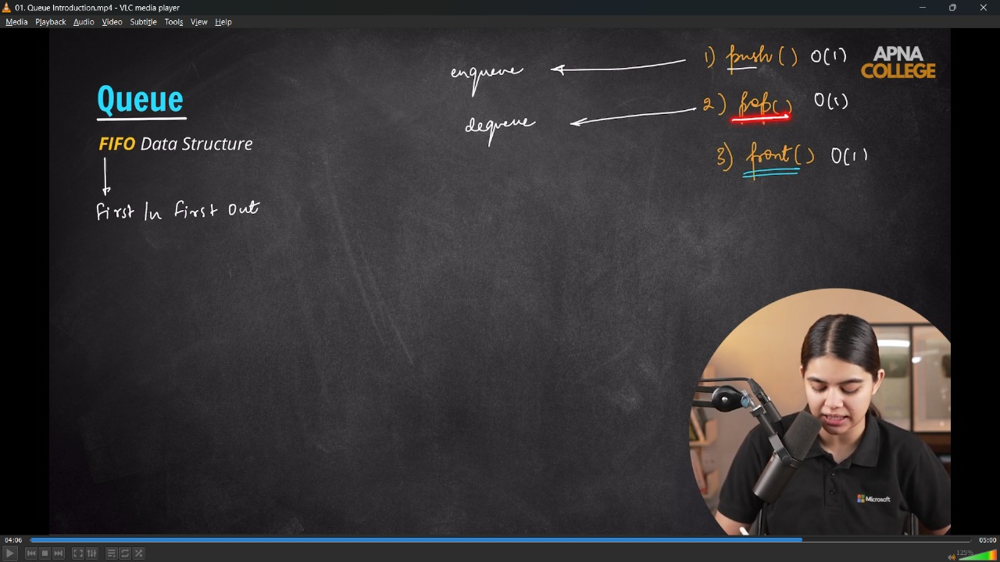 01. Queue Introduction.mp4 - VLC media player
Media Playback Audio Video Subtitle Tools View Help
1) push() O(1)
enqueue
APNA
COLLEGE
Queue
2) pop() O(1)
dequeue
FIFO Data Structure
3) front() O(1)
First In First Out
Microsoft
04:06
05:00
125%